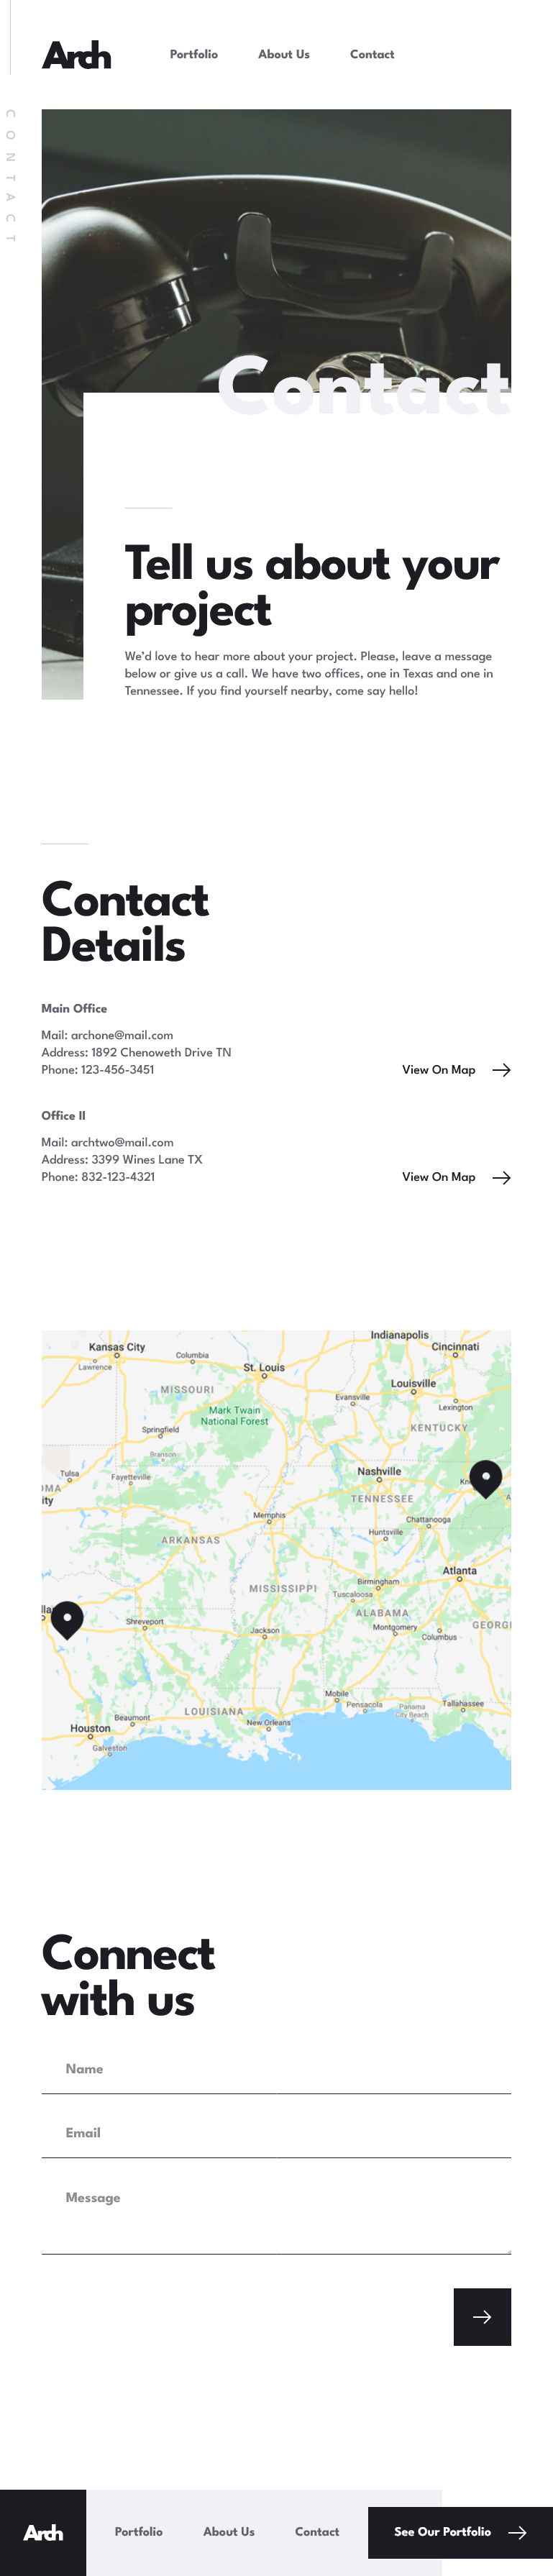 Arch
Portfolio
About Us
Contact
CONTACT
Contact
Tell us about your
project
We'd love to hear more about your project. Please, leave a message
below or give us a call. We have two offices, one in Texas and one in
Tennessee. If you find yourself nearby, come say hello!
Contact
Details
Main Office
Mail: archone@mail.com
Address: 1892 Chenoweth Drive TN
Phone: 123-456-3451
View On Map
Office II
Mail: archtwo@mail.com
Address: 3399 Wines Lane TX
Phone: 832-123-4321
View On Map
Indianapolis
Kansas City
Cincinnati
Columbia
Lawrence
St. Louis
Louisville
MISSOURI
Evansville
Lexington
Mark Twain
National Forest
Springfield
KENTUCKY
Branson
Tulsa
Fayetteville
Nashville
TENNESSEE
Memphis
Chattanooga
Huntsville
ARKANSAS
Atlanta
Birmingham
MISSISSIPPI
Tuscaloosa
ALABAMA
Shreveport
Montgomery
GEORGI
Jackson
Columbus
Mobile
Pensacola
Panama
City Beach
Tallahassee
LOUISIANA
Beaumont
New Orleans
Houston
Galveston
Connect
with us
Name
Email
Message
Arch
Portfolio
About Us
Contact
See Our Portfolio